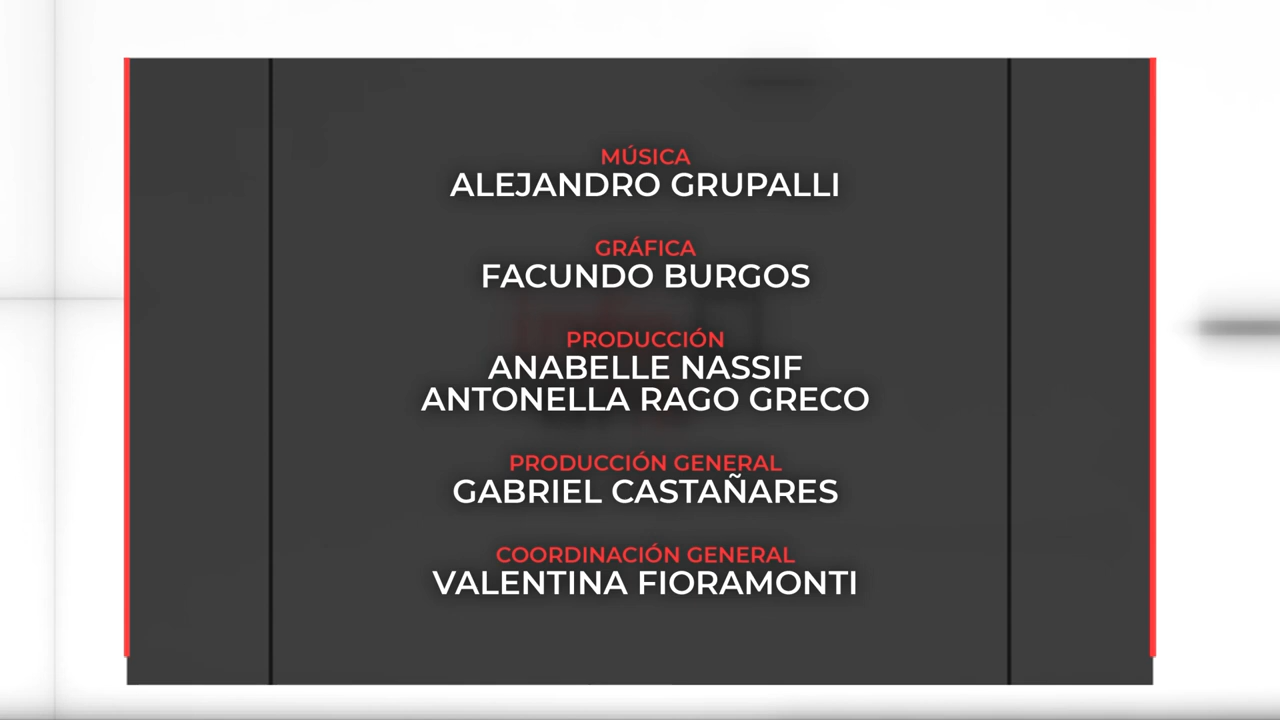 MÚSICA
ALEJANDRO GRUPALLI
GRÁFICA
FACUNDO BURGOS
PRODUCCIÓN
ANABELLE NASSIF
ANTONELLA RAGO GRECO
PRODUCCIÓN GENERAL
GABRIEL CASTAÑARES
COORDINACIÓN GENERAL
VALENTINA FIORAMONTI